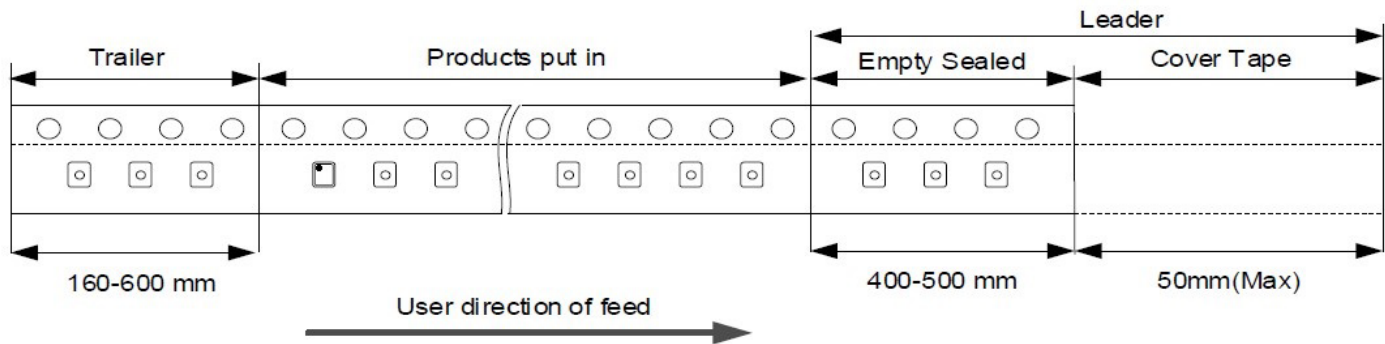 Leader
Trailer
Products put in
Empty Sealed
Cover Tape
160-600 mm
400-500 mm
50mm(Max)
User direction of feed